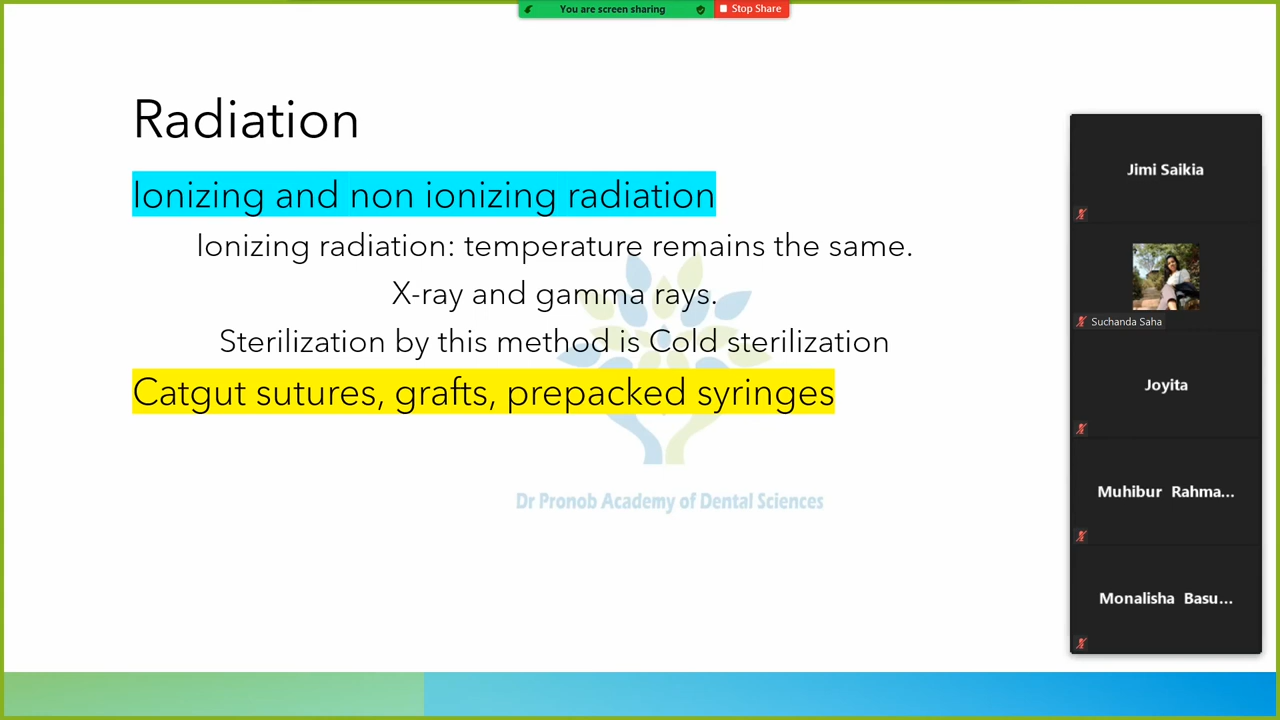 You are screen sharing
Stop Share
Radiation
Ionizing and non ionizing radiation
Ionizing radiation: temperature remains the same.
X-ray and gamma rays.
Sterilization by this method is Cold sterilization
Catgut sutures, grafts, prepacked syringes
Dr Pronob Academy of Dental Sciences
Jimi Saikia
Suchanda Saha
Joyita
Muhibur Rahma...
Monalisha Basu...